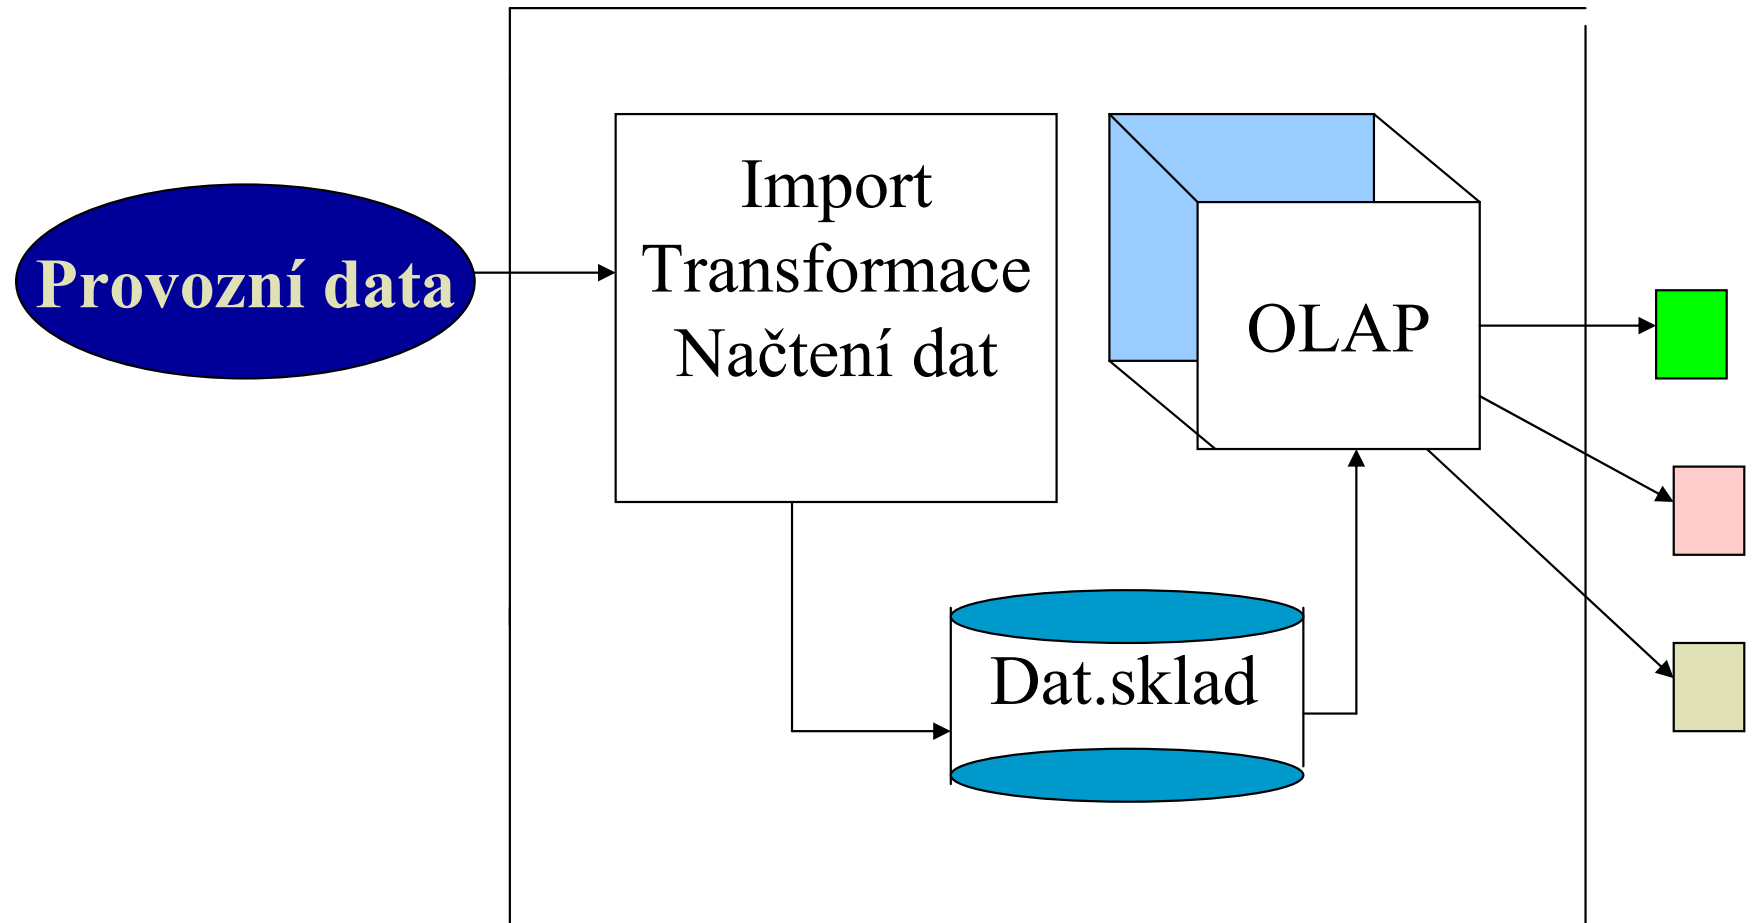 Provozní data
Import
Transformace
Načtení dat
OLAP
Dat.sklad